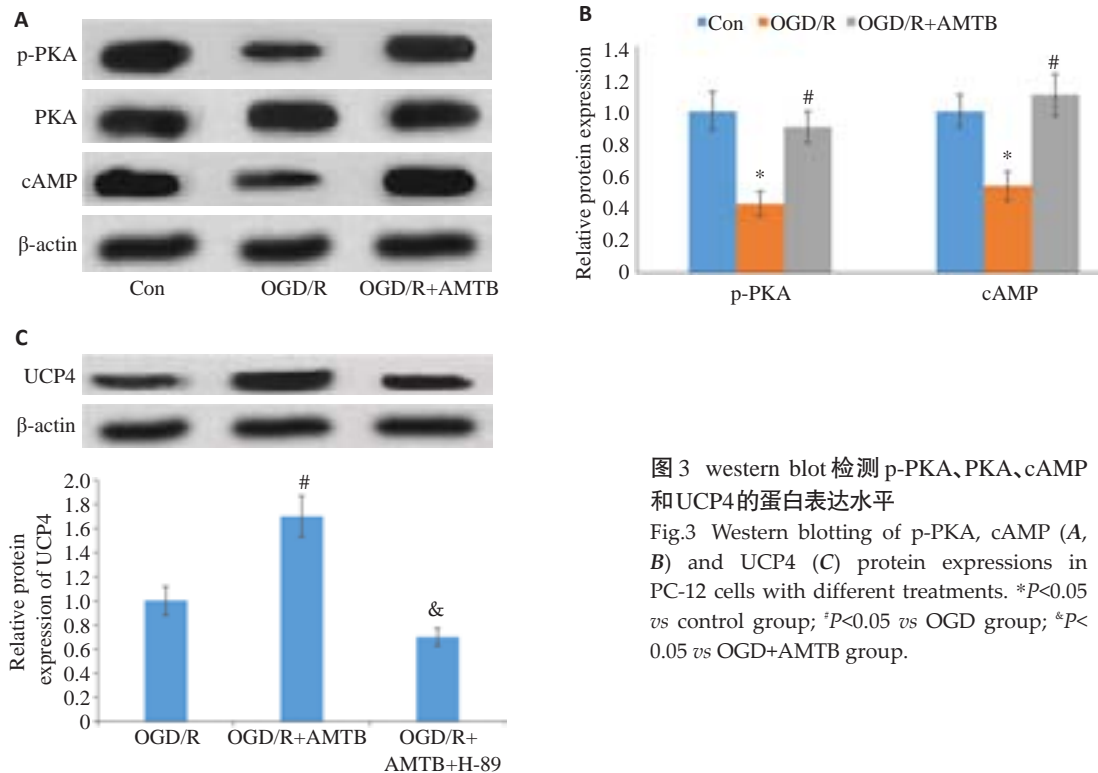 A
p-PKA
PKA
cAMP
β-actin
Con OGD/R OGD/R+AMTB
B
Con OGD/R OGD/R+AMTB
Relative protein expression
1.4
1.2
1.0
0.8
0.6
0.4
0.2
0
* # * #
p-PKA cAMP
C
UCP4
β-actin
Relative protein
expression of UCP4
2.0
1.8
1.6
1.4
1.2
1.0
0.8
0.6
0.4
0.2
0
# &
OGD/R OGD/R+AMTB OGD/R+
AMTB+H-89
图 3 western blot 检测 p-PKA、PKA、cAMP
和UCP4的蛋白表达水平
Fig.3 Western blotting of p-PKA, cAMP (A,
B) and UCP4 (C) protein expressions in
PC-12 cells with different treatments. *P<0.05
vs control group; #P<0.05 vs OGD group; &P<
0.05 vs OGD+AMTB group.